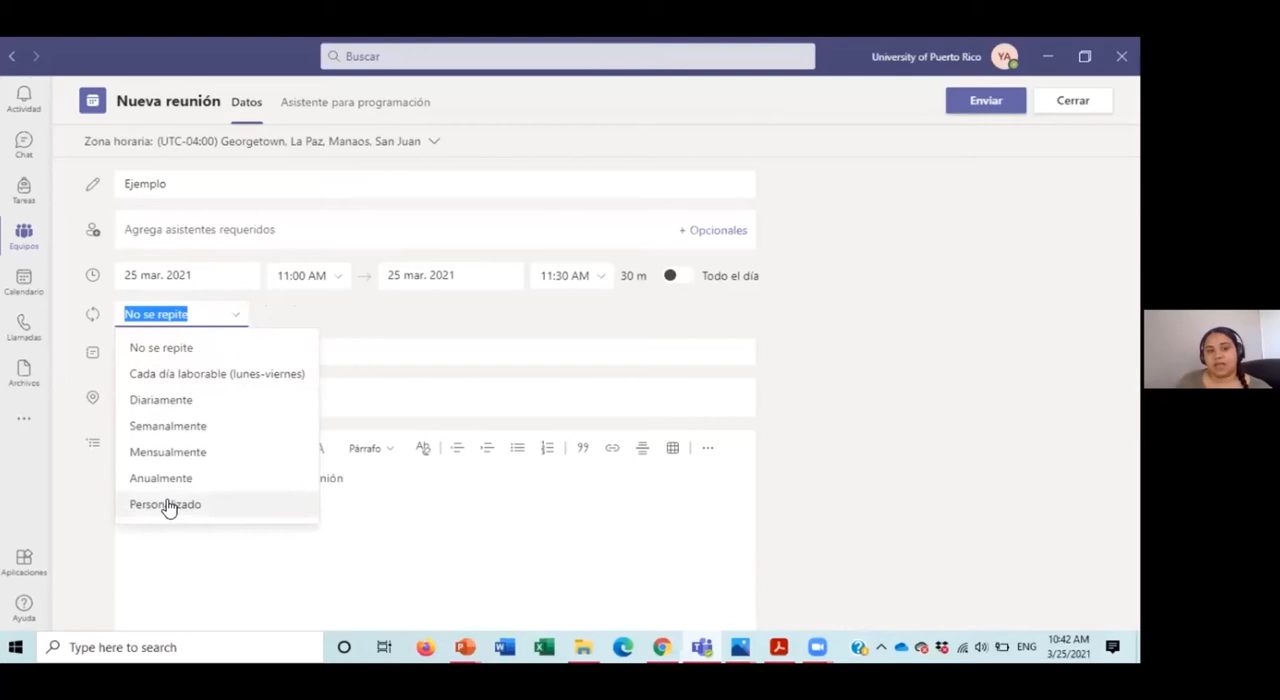 Buscar
University of Puerto Rico YA
Actividad
Chat
Tareas
Equipos
Calendario
Llamadas
Archivos
Aplicaciones
Ayuda
Nueva reunión Datos Asistente para programación Enviar Cerrar
Zona horaria: (UTC-04:00) Georgetown, La Paz, Manaos, San Juan
Ejemplo
Agrega asistentes requeridos + Opcionales
25 mar. 2021 11:00 AM → 25 mar. 2021 11:30 AM 30 m Todo el día
No se repite
No se repite
Cada día laborable (lunes-viernes)
Diariamente
Semanalmente
Mensualmente
Anualmente
Personalizado
Párrafo
nión
Type here to search
ENG
10:42 AM
3/25/2021